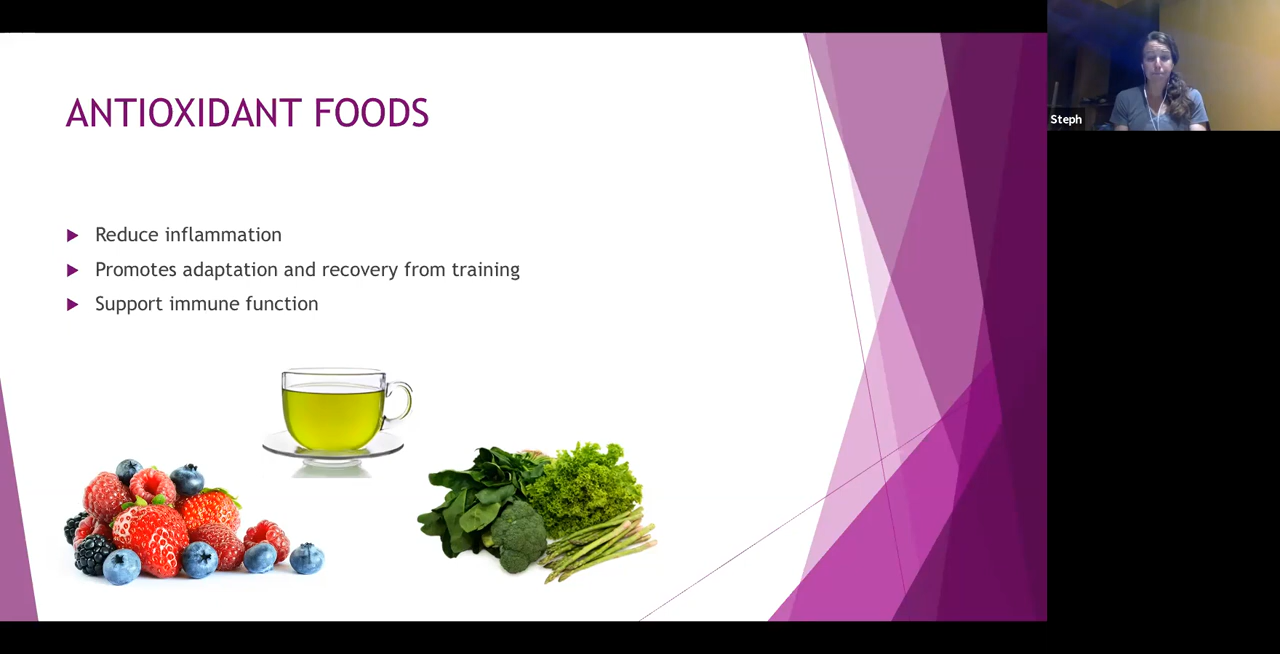 ANTIOXIDANT FOODS
Reduce inflammation
Promotes adaptation and recovery from training
Support immune function
Steph